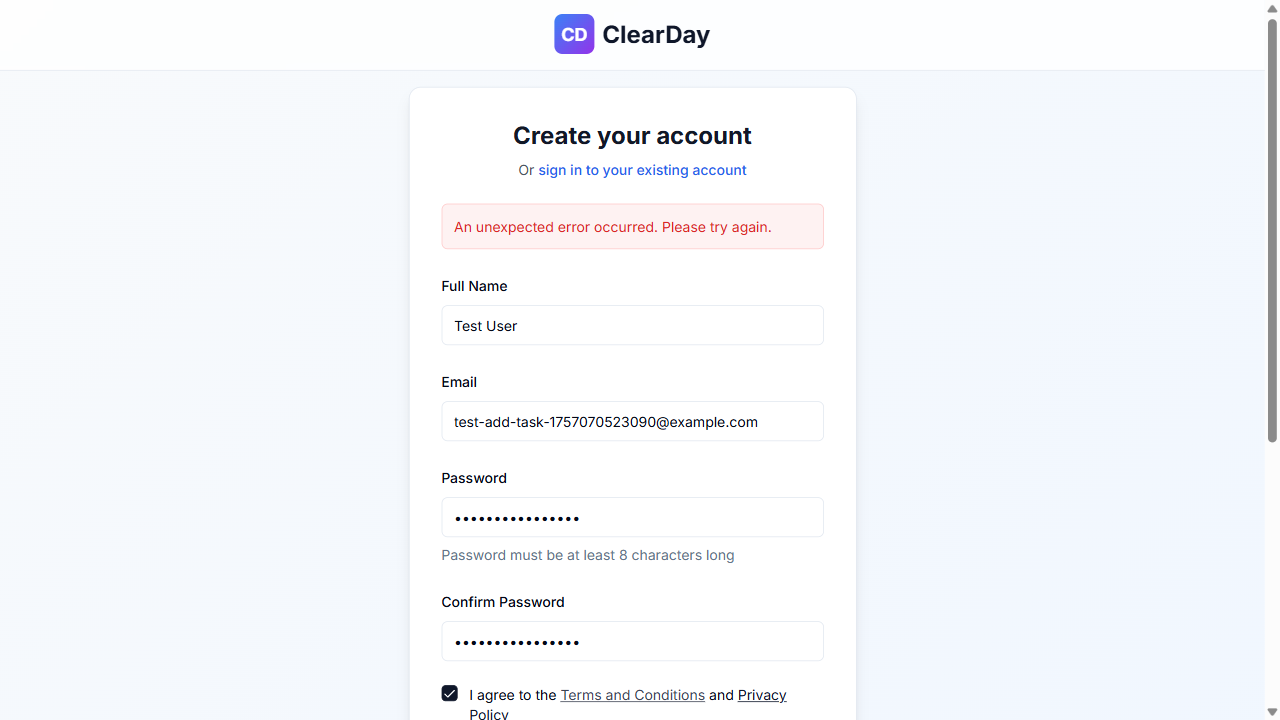 CD ClearDay
Create your account
Or sign in to your existing account
An unexpected error occurred. Please try again.
Full Name
Test User
Email
test-add-task-1757070523090@example.com
Password
••••••••••••••••
Password must be at least 8 characters long
Confirm Password
••••••••••••••••
I agree to the Terms and Conditions and Privacy
Policy